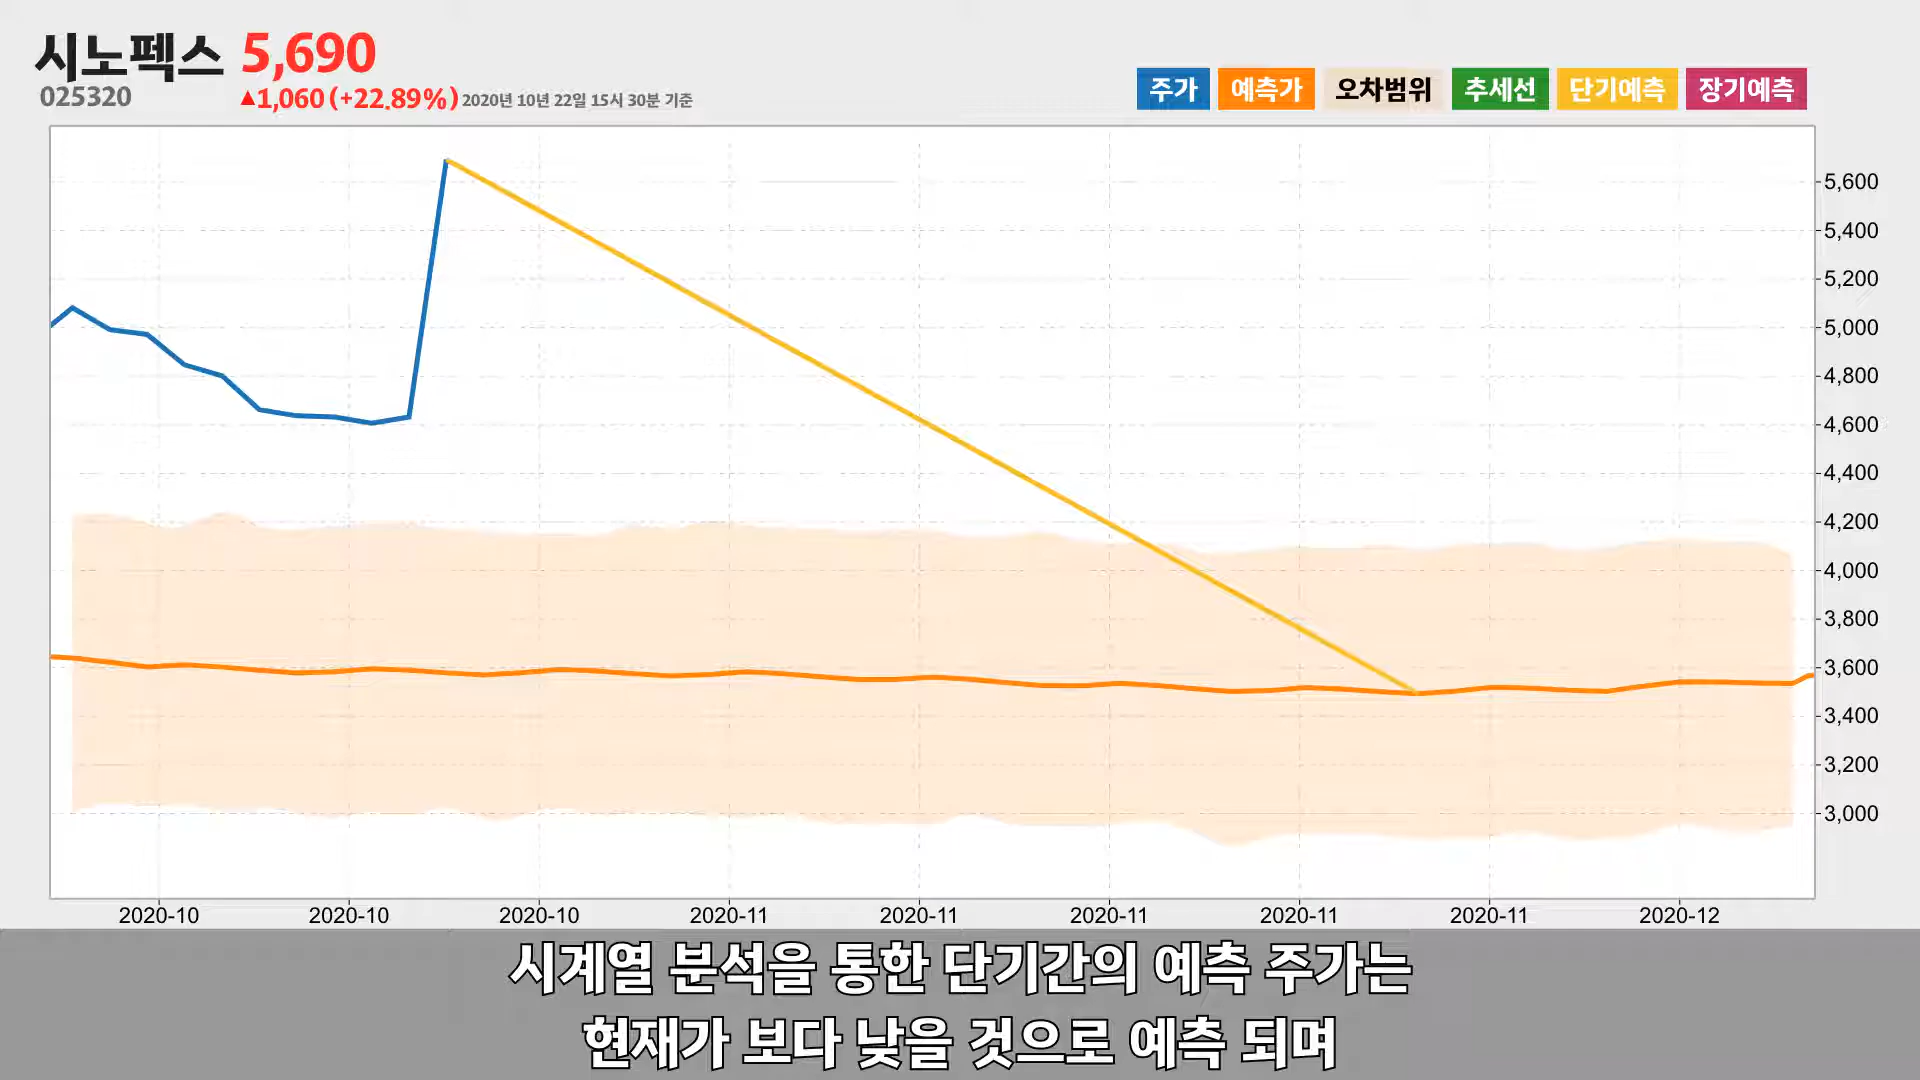 시노펙스 5,690
025320 ▲1,060 (+22.89%) 2020년 10년 22일 15시 30분 기준
주가 예측가 오차범위 추세선 단기예측 장기예측
5,600
5,400
5,200
5,000
4,800
4,600
4,400
4,200
4,000
3,800
3,600
3,400
3,200
3,000
2020-10 2020-10 2020-10 2020-11 2020-11 2020-11 2020-11 2020-11 2020-12
시계열 분석을 통한 단기간의 예측 주가는
현재가 보다 낮을 것으로 예측 되며